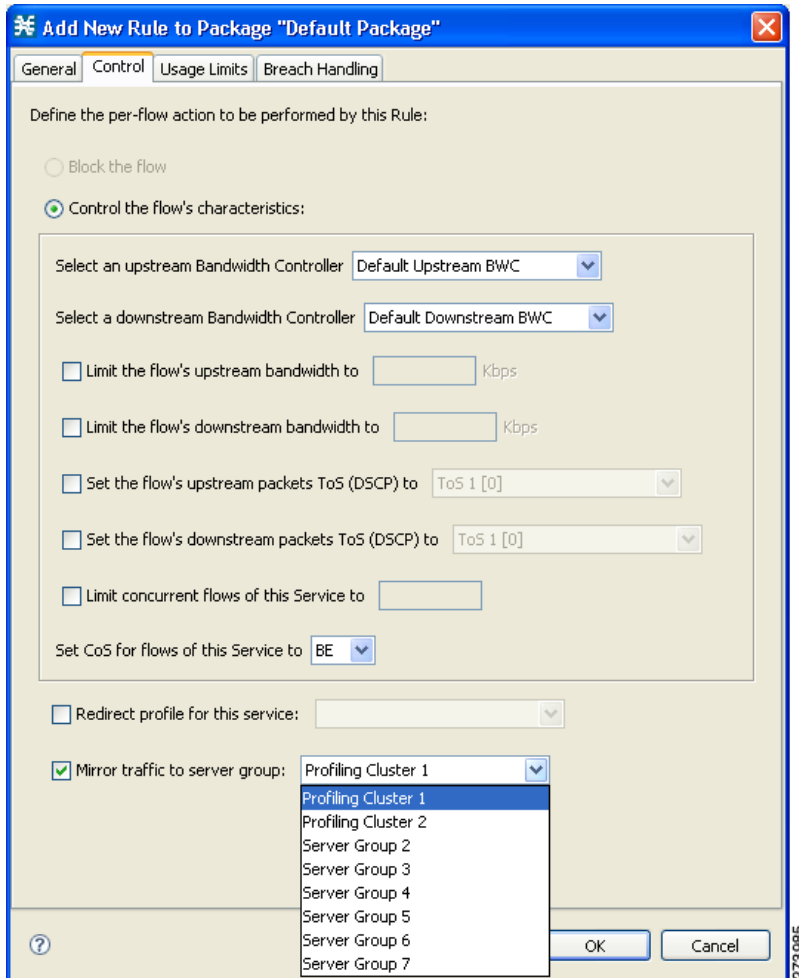 Add New Rule to Package "Default Package"
General Control Usage Limits Breach Handling
Define the per-flow action to be performed by this Rule:
Block the flow
Control the flow's characteristics:
Select an upstream Bandwidth Controller Default Upstream BWC
Select a downstream Bandwidth Controller Default Downstream BWC
Limit the flow's upstream bandwidth to Kbps
Limit the flow's downstream bandwidth to Kbps
Set the flow's upstream packets ToS (DSCP) to ToS 1 [0]
Set the flow's downstream packets ToS (DSCP) to ToS 1 [0]
Limit concurrent flows of this Service to
Set CoS for flows of this Service to BE
Redirect profile for this service:
Mirror traffic to server group: Profiling Cluster 1
Profiling Cluster 1
Profiling Cluster 2
Server Group 2
Server Group 3
Server Group 4
Server Group 5
Server Group 6
Server Group 7
? OK Cancel